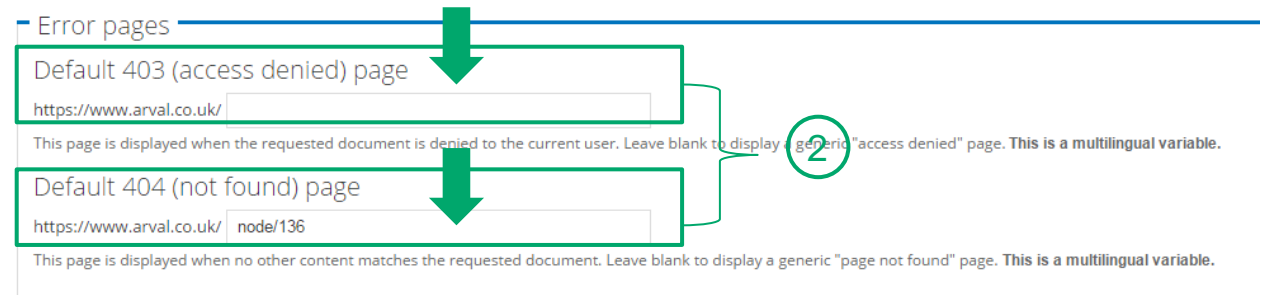 Error pages
Default 403 (access denied) page
https://www.arval.co.uk/
This page is displayed when the requested document is denied to the current user. Leave blank to display a generic "access denied" page. This is a multilingual variable.
2
Default 404 (not found) page
https://www.arval.co.uk/ node/136
This page is displayed when no other content matches the requested document. Leave blank to display a generic "page not found" page. This is a multilingual variable.